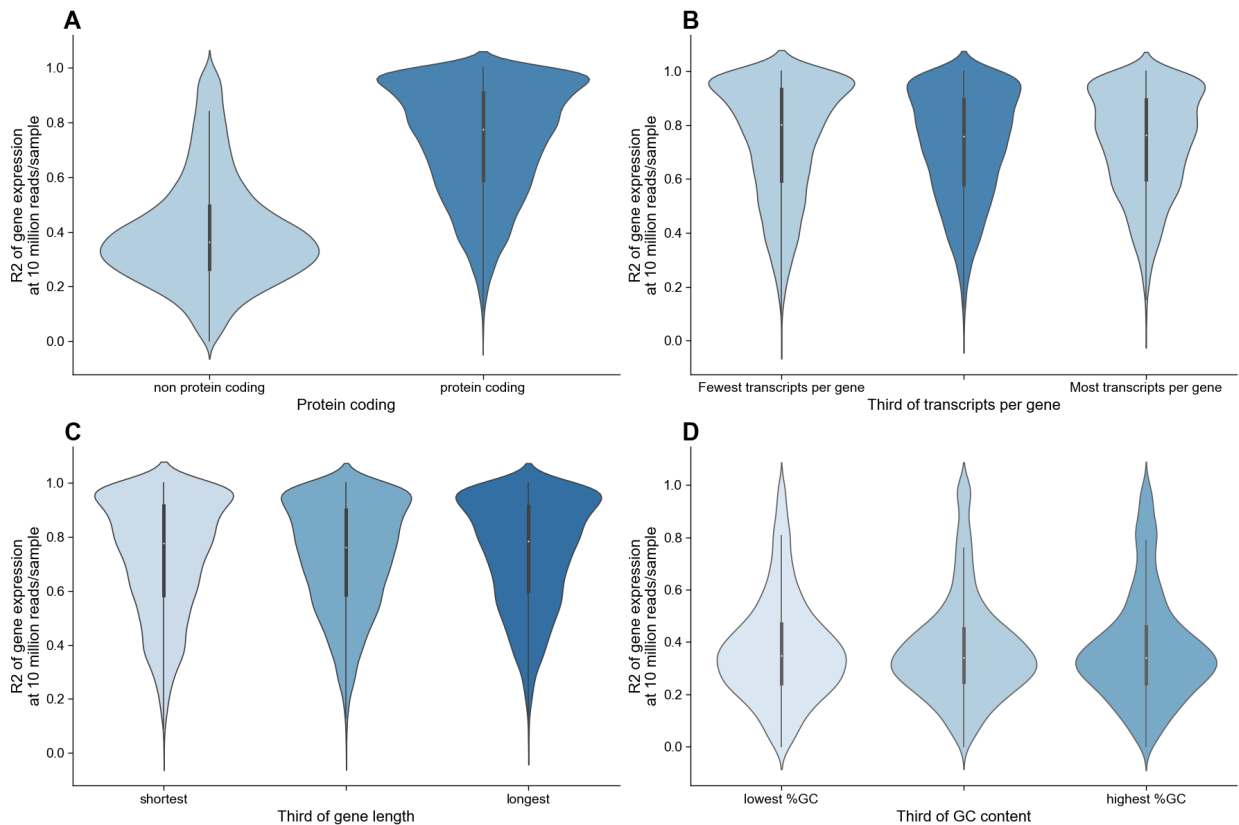 A
R2 of gene expression
at 10 million reads/sample
1.0
0.8
0.6
0.4
0.2
0.0
non protein coding
protein coding
Protein coding
B
R2 of gene expression
at 10 million reads/sample
1.0
0.8
0.6
0.4
0.2
0.0
Fewest transcripts per gene
Most transcripts per gene
Third of transcripts per gene
C
R2 of gene expression
at 10 million reads/sample
1.0
0.8
0.6
0.4
0.2
0.0
shortest
longest
Third of gene length
D
R2 of gene expression
at 10 million reads/sample
1.0
0.8
0.6
0.4
0.2
0.0
lowest %GC
highest %GC
Third of GC content